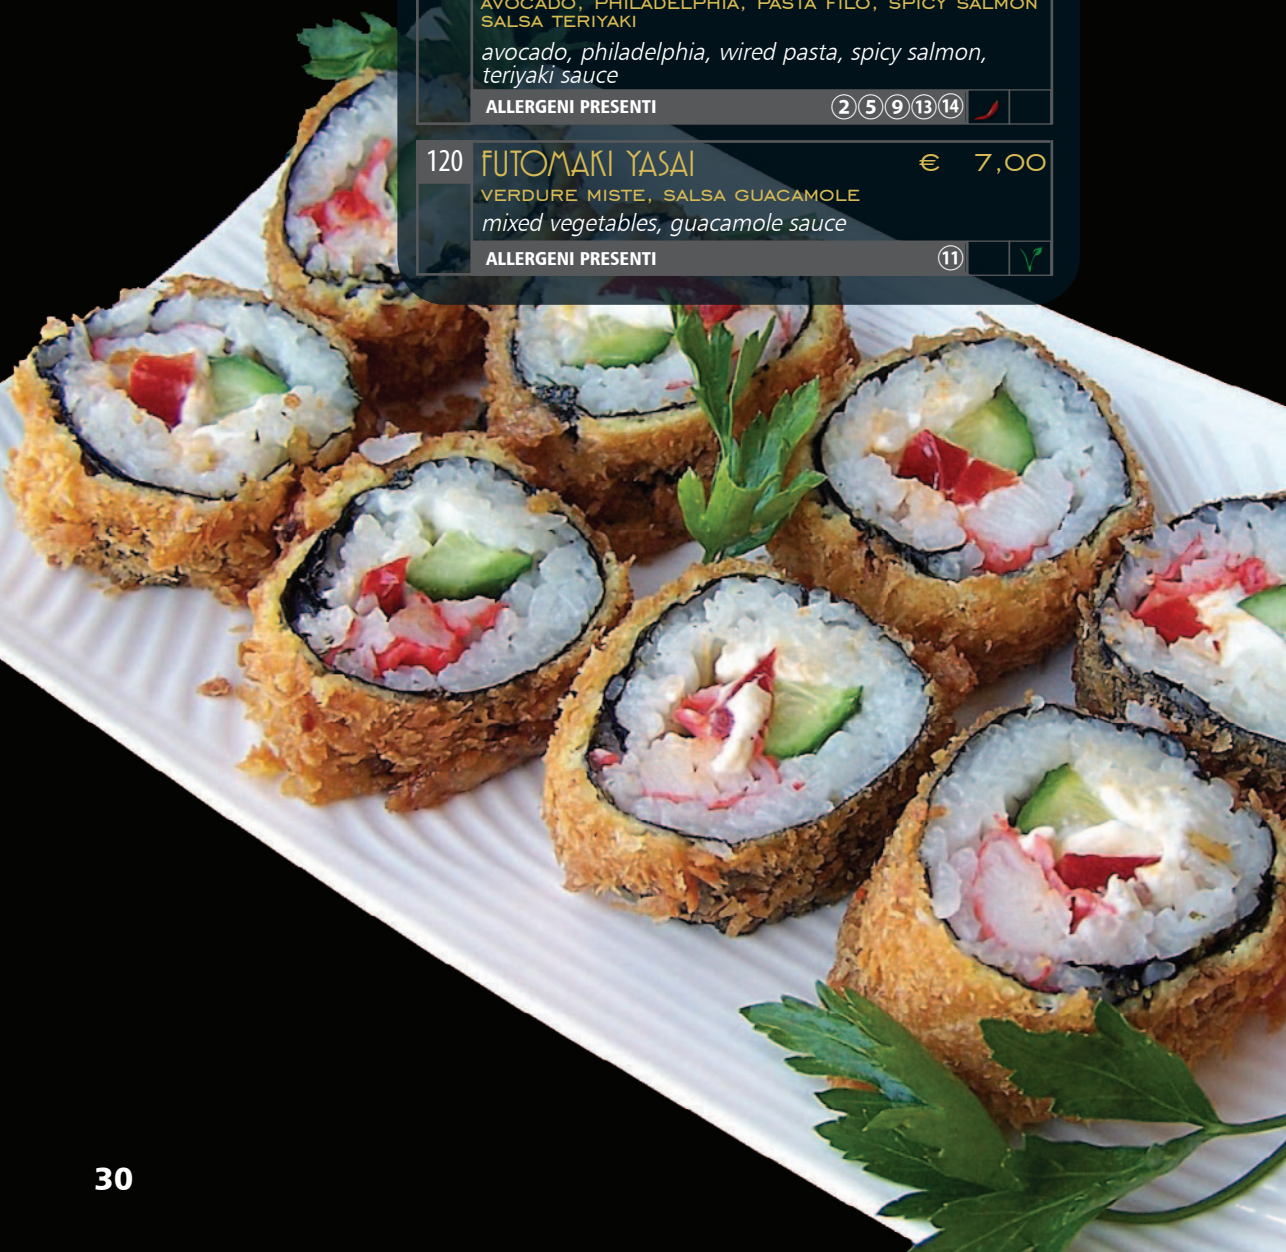 AVOCADO, PHILADELPHIA, PASTA FILO, SPICY SALMON
SALSA TERIYAKI
avocado, philadelphia, wired pasta, spicy salmon,
teriyaki sauce
ALLERGENI PRESENTI 2 5 9 13 14
120 FUTOMAKI YASAI € 7,00
VERDURE MISTE, SALSA GUACAMOLE
mixed vegetables, guacamole sauce
ALLERGENI PRESENTI 11
30